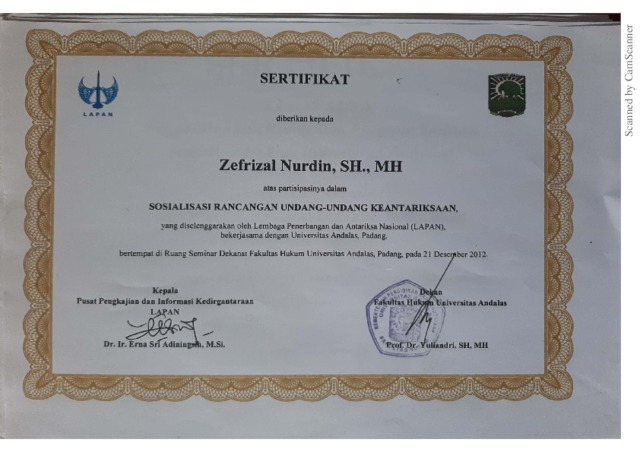 SERTIFIKAT
LAPAN
diberikan kepada
Zefrizal Nurdin, SH., MH
atas partisipasinya dalam
SOSIALISASI RANCANGAN UNDANG-UNDANG KEANTARIKSAAN,
yang diselenggarakan oleh Lembaga Penerbangan dan Antariksa Nasional (LAPAN),
bekerjasama dengan Universitas Andalas, Padang,
bertempat di Ruang Seminar Dekanat Fakultas Hukum Universitas Andalas, Padang, pada 21 Desember 2012.
Kepala
Pusat Pengkajian dan Informasi Kedirgantaraan
LAPAN
Dr. Ir. Erna Sri Adiningsih, M.Si.
Dekan
Fakultas Hukum Universitas Andalas
Prof. Dr. Yuliandri. SH, MH
Scanned by CamScanner